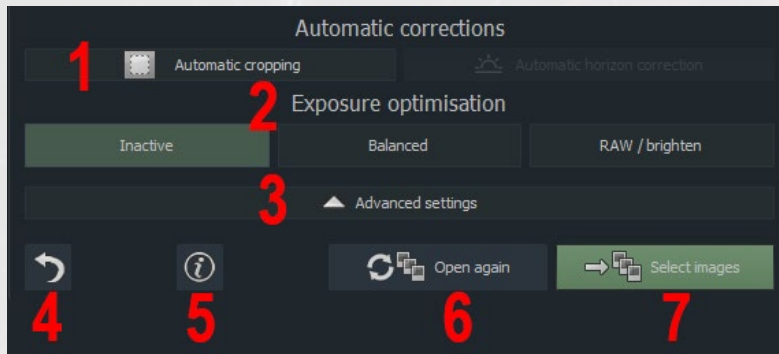 Automatic corrections
1 Automatic cropping Automatic horizon correction
2 Exposure optimisation
Inactive Balanced RAW / brighten
3 Advanced settings
Open again Select images
4 5 6 7